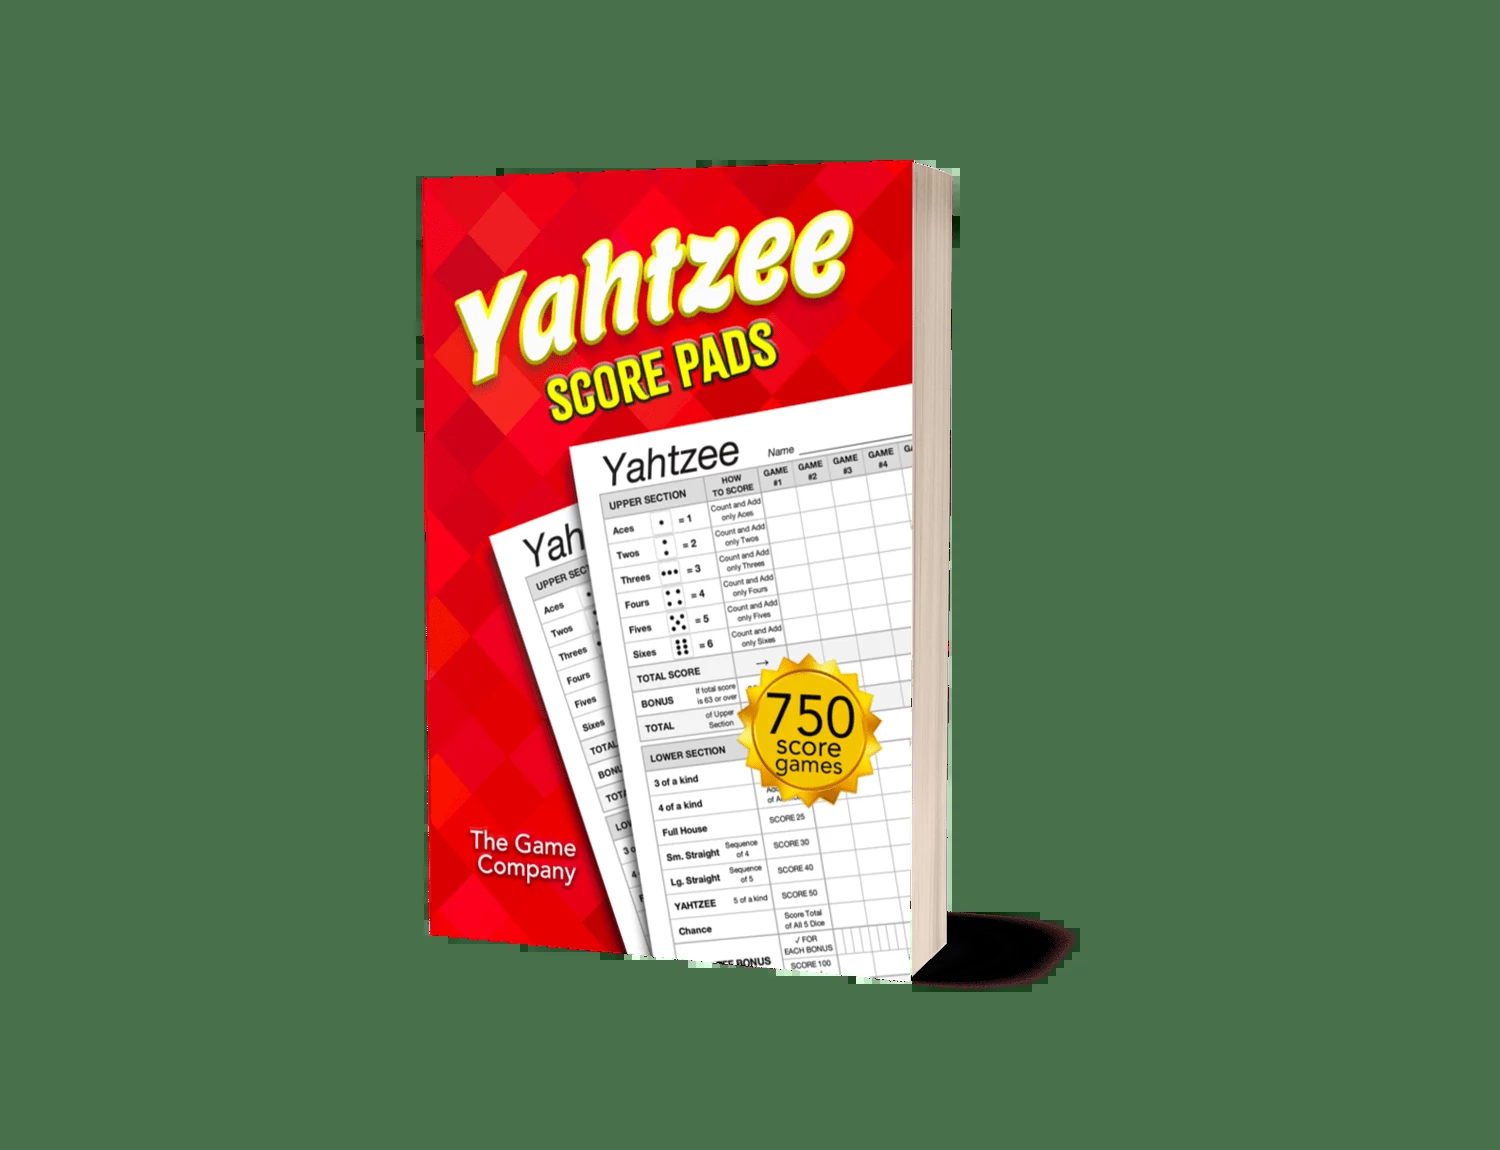 Yahtzee
SCORE PADS
Yahtzee
Name
UPPER SECTION
HOW
TO SCORE
GAME
#1
GAME
#2
GAME
#3
GAME
#4
Aces
= 1
Count and Add
only Aces
Twos
= 2
Count and Add
only Twos
Threes
= 3
Count and Add
only Threes
Fours
= 4
Count and Add
only Fours
Fives
= 5
Count and Add
only Fives
Sixes
= 6
Count and Add
only Sixes
TOTAL SCORE
→
BONUS
If total score
is 63 or over
TOTAL
of Upper
Section
LOWER SECTION
3 of a kind
4 of a kind
Full House
SCORE 25
Sm. Straight
Sequence
of 4
SCORE 30
Lg. Straight
Sequence
of 5
SCORE 40
YAHTZEE
5 of a kind
SCORE 50
Chance
Score Total
of All 5 Dice
BONUS
✓ FOR
EACH BONUS
SCORE 100
Yah
UPPER SEC
Aces
Twos
Threes
Fours
Fives
Sixes
TOTAL
750
score
games
The Game
Company